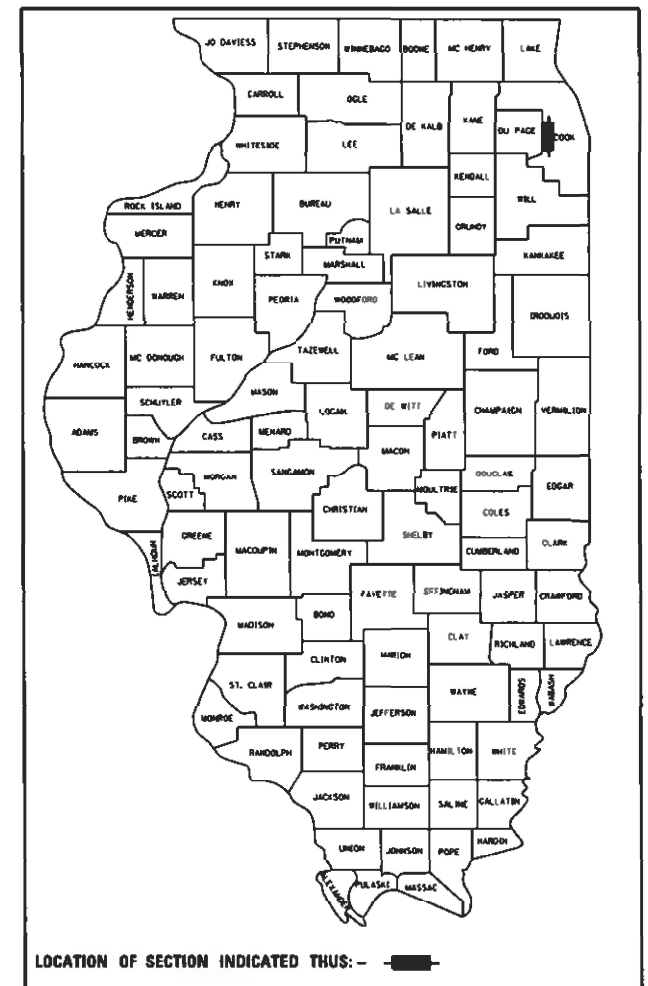 JO DAVIESS STEPHENSON WINNEBAGO BOONE MC HENRY LAKE
CARROLL OGLE
DE KALB KANE DU PAGE COOK
WHITESIDE LEE
KENDALL
ROCK ISLAND HENRY BUREAU LA SALLE WILL
MERCER PUTNAM GRUNDY
STARK MARSHALL KANKAKEE
HENDERSON WARREN KNOX PEORIA WOODFORD LIVINGSTON
IROQUOIS
HANCOCK MC DONOUGH FULTON TAZEWELL MC LEAN FORD
SCHUYLER MASON
LOGAN DE WITT CHAMPAIGN VERMILION
ADAMS BROWN CASS MENARD PIATT
MACON
MORGAN SANGAMON DOUGLAS
PIKE SCOTT CHRISTIAN MOULTRIE EDGAR
COLES
GREENE MACOUPIN MONTGOMERY SHELBY
CALHOUN CUMBERLAND CLARK
JERSEY
FAYETTE EFFINGHAM JASPER CRAWFORD
MADISON BOND
CLAY RICHLAND LAWRENCE
CLINTON MARION
ST. CLAIR WAYNE EDWARDS WABASH
MONROE WASHINGTON JEFFERSON
RANDOLPH PERRY HAMILTON WHITE
FRANKLIN
JACKSON WILLIAMSON SALINE GALLATIN
UNION JOHNSON POPE HARDIN
ALEXANDER PULASKI MASSAC
LOCATION OF SECTION INDICATED THUS: -